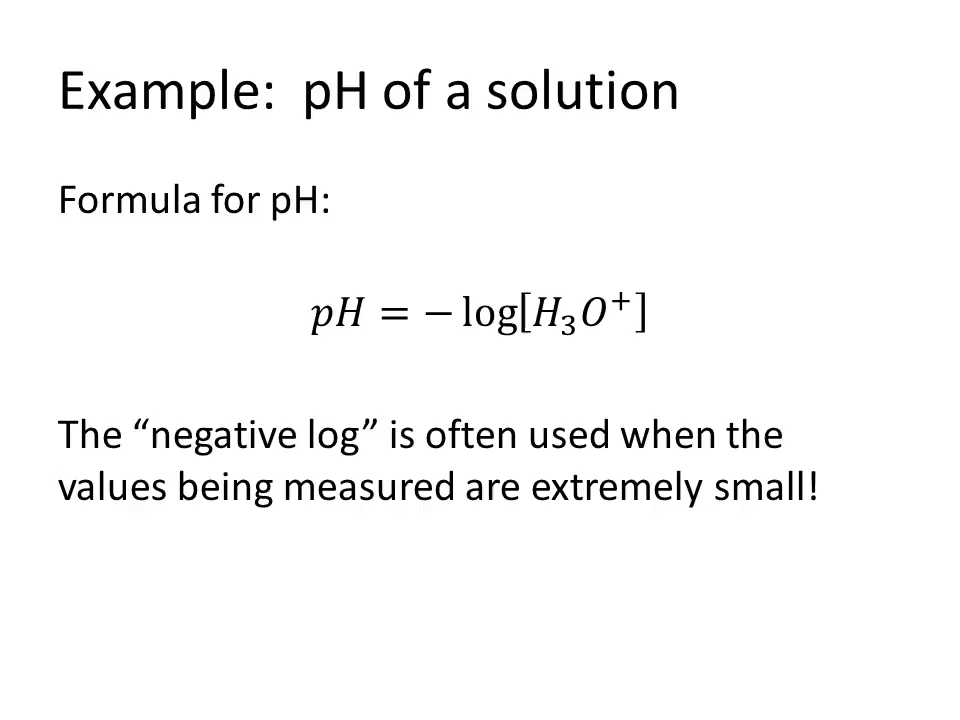 Example:  pH of a solution
Formula for pH:
pH = − log[H₃O⁺]
The “negative log” is often used when the
values being measured are extremely small!